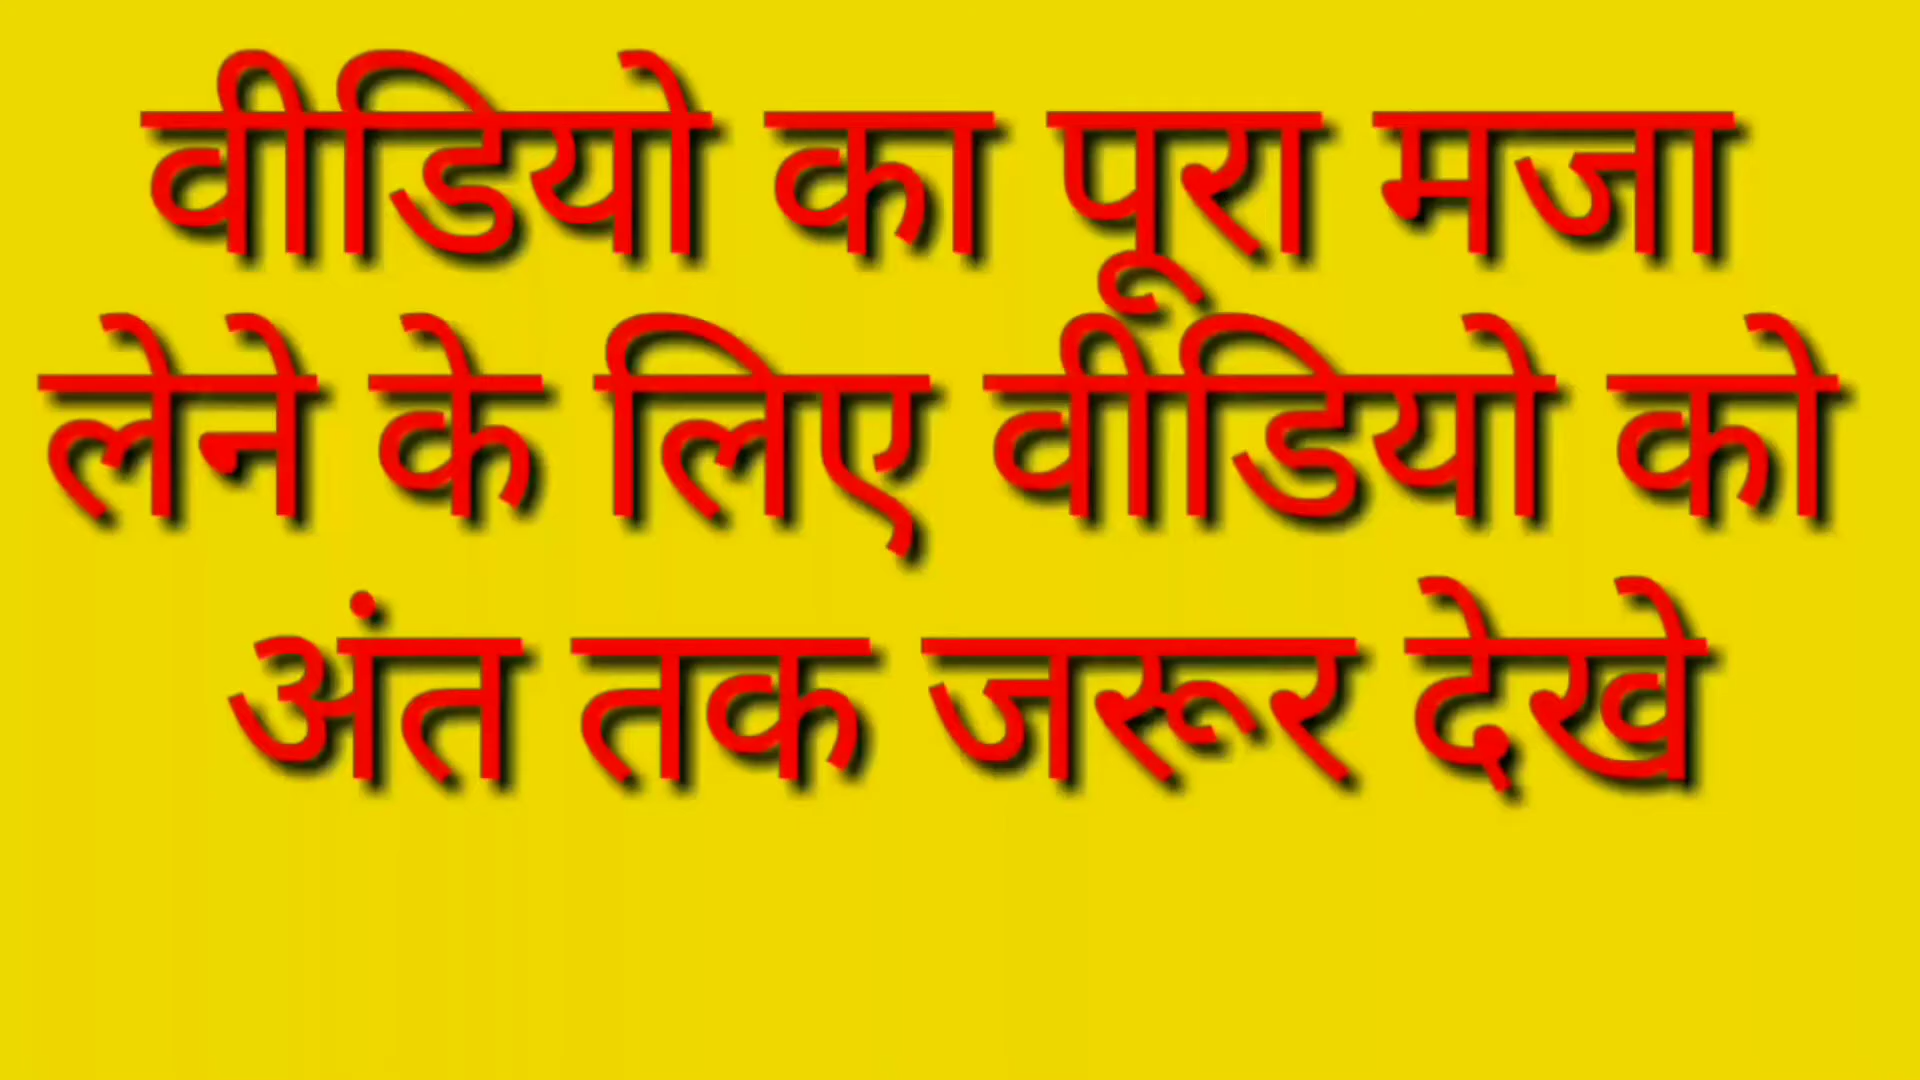 वीडियो का पूरा मजा
लेने के लिए वीडियो को
अंत तक जरूर देखे